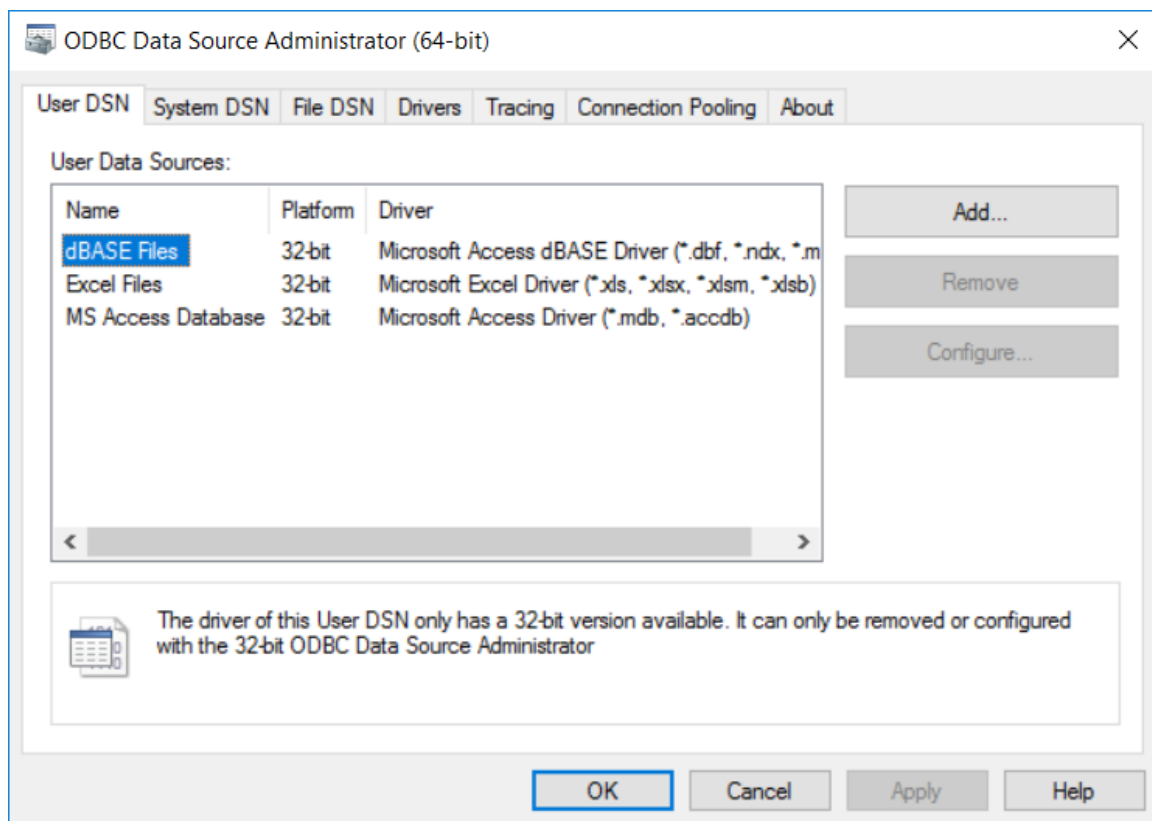 ODBC Data Source Administrator (64-bit)
User DSN System DSN File DSN Drivers Tracing Connection Pooling About
User Data Sources:
Name Platform Driver
dBASE Files 32-bit Microsoft Access dBASE Driver (*.dbf, *.ndx, *.m
Excel Files 32-bit Microsoft Excel Driver (*.xls, *.xlsx, *.xlsm, *.xlsb)
MS Access Database 32-bit Microsoft Access Driver (*.mdb, *.accdb)
Add...
Remove
Configure...
The driver of this User DSN only has a 32-bit version available. It can only be removed or configured
with the 32-bit ODBC Data Source Administrator
OK Cancel Apply Help